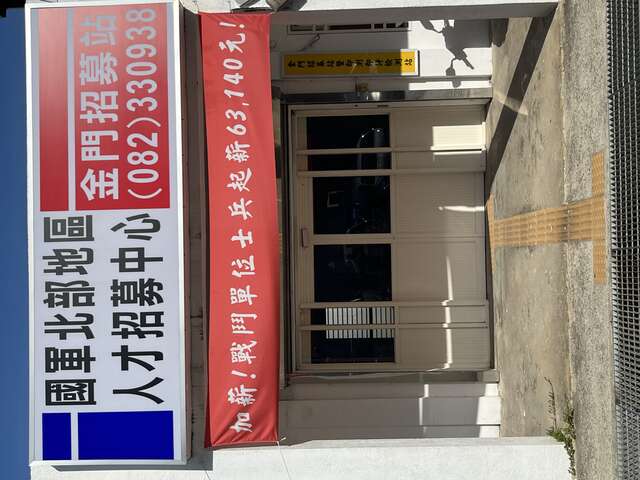 國軍北部地區
人才招募中心
金門招募站
(082)330938
加薪!戰鬥單位士兵起薪63,140元!